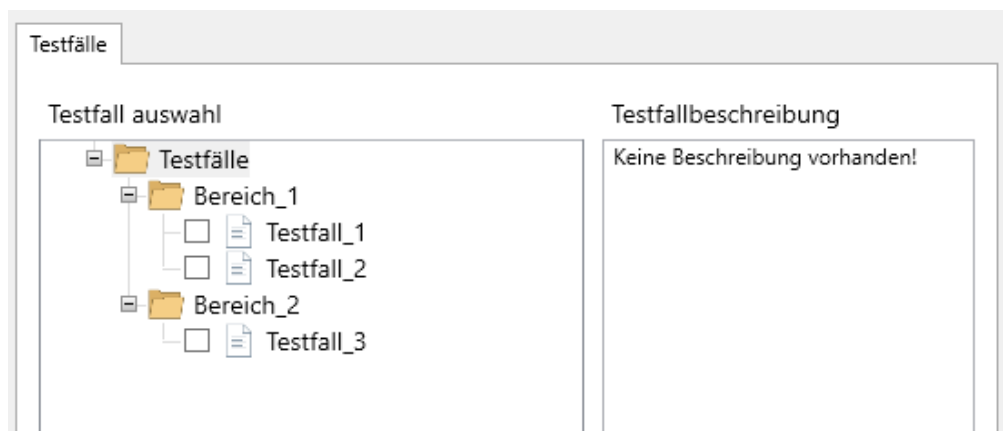 Testfälle
Testfall auswahl
Testfälle
Bereich_1
Testfall_1
Testfall_2
Bereich_2
Testfall_3
Testfallbeschreibung
Keine Beschreibung vorhanden!